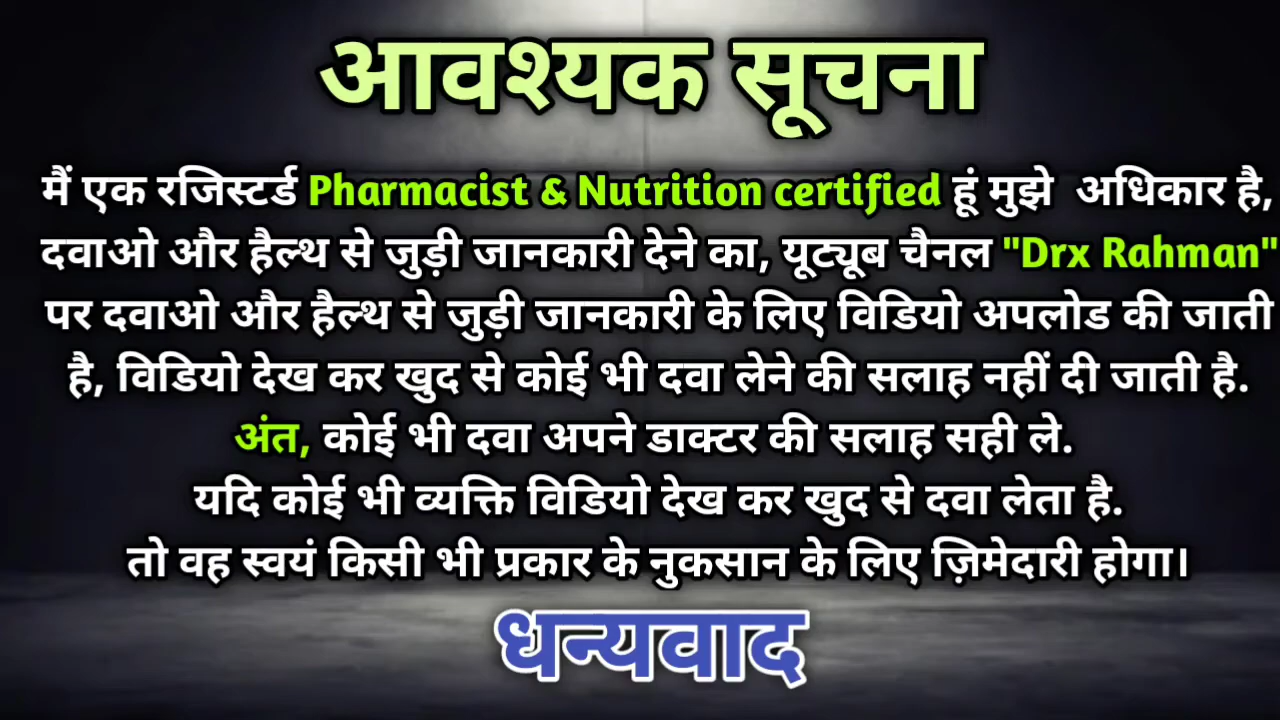 आवश्यक सूचना
मैं एक रजिस्टर्ड Pharmacist & Nutrition certified हूं मुझे अधिकार है,
दवाओ और हैल्थ से जुड़ी जानकारी देने का, यूट्यूब चैनल "Drx Rahman"
पर दवाओ और हैल्थ से जुड़ी जानकारी के लिए विडियो अपलोड की जाती
है, विडियो देख कर खुद से कोई भी दवा लेने की सलाह नहीं दी जाती है.
अंत, कोई भी दवा अपने डाक्टर की सलाह सही ले.
यदि कोई भी व्यक्ति विडियो देख कर खुद से दवा लेता है.
तो वह स्वयं किसी भी प्रकार के नुकसान के लिए ज़िमेदारी होगा।
धन्यवाद